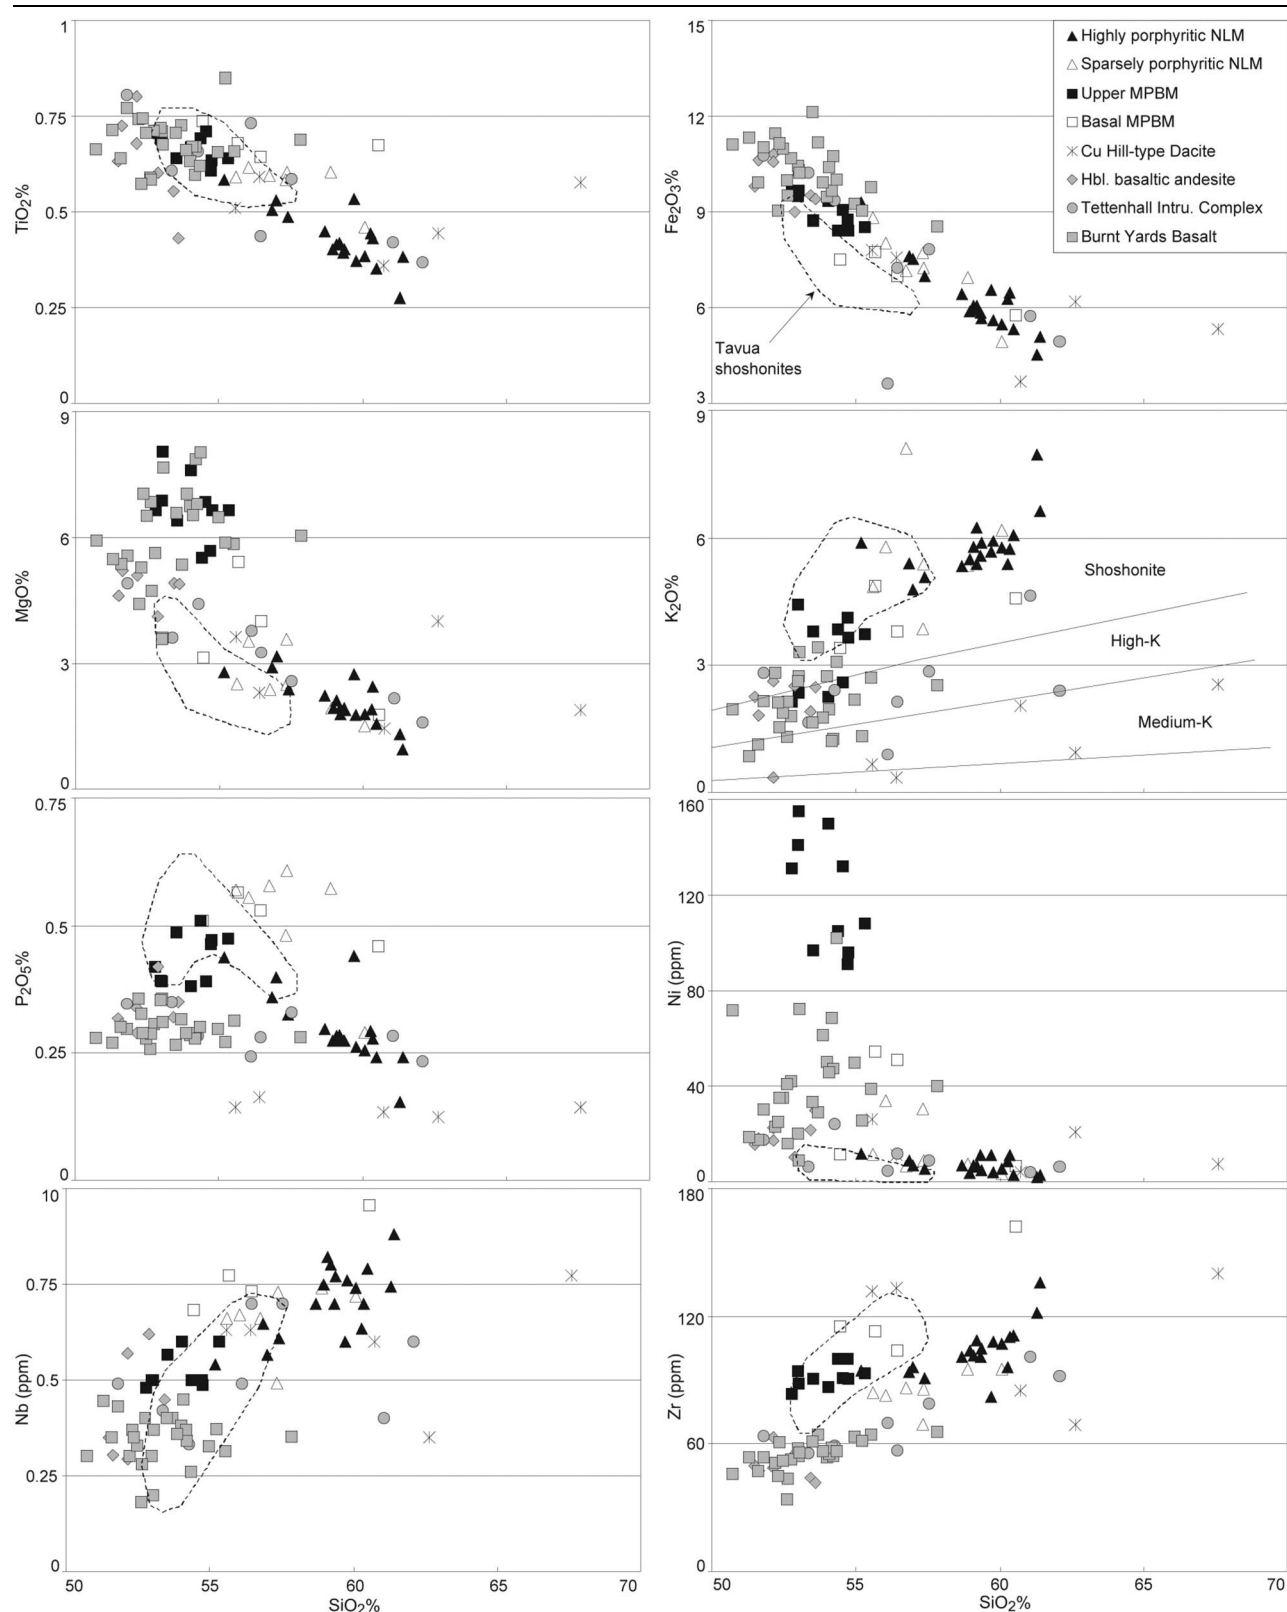 1
0.75
TiO2%
0.5
0.25
0
15
12
Fe2O3%
9
6
3
Tavua
shoshonites
Highly porphyritic NLM
Sparsely porphyritic NLM
Upper MPBM
Basal MPBM
Cu Hill-type Dacite
Hbl. basaltic andesite
Tettenhall Intru. Complex
Burnt Yards Basalt
9
6
MgO%
3
0
9
6
K2O%
3
0
Shoshonite
High-K
Medium-K
0.75
0.5
P2O5%
0.25
0
160
120
Ni (ppm)
80
40
0
10
0.75
Nb (ppm)
0.5
0.25
0
50 55 60 65 70
SiO2%
180
120
Zr (ppm)
60
00
50 55 60 65 70
SiO2%